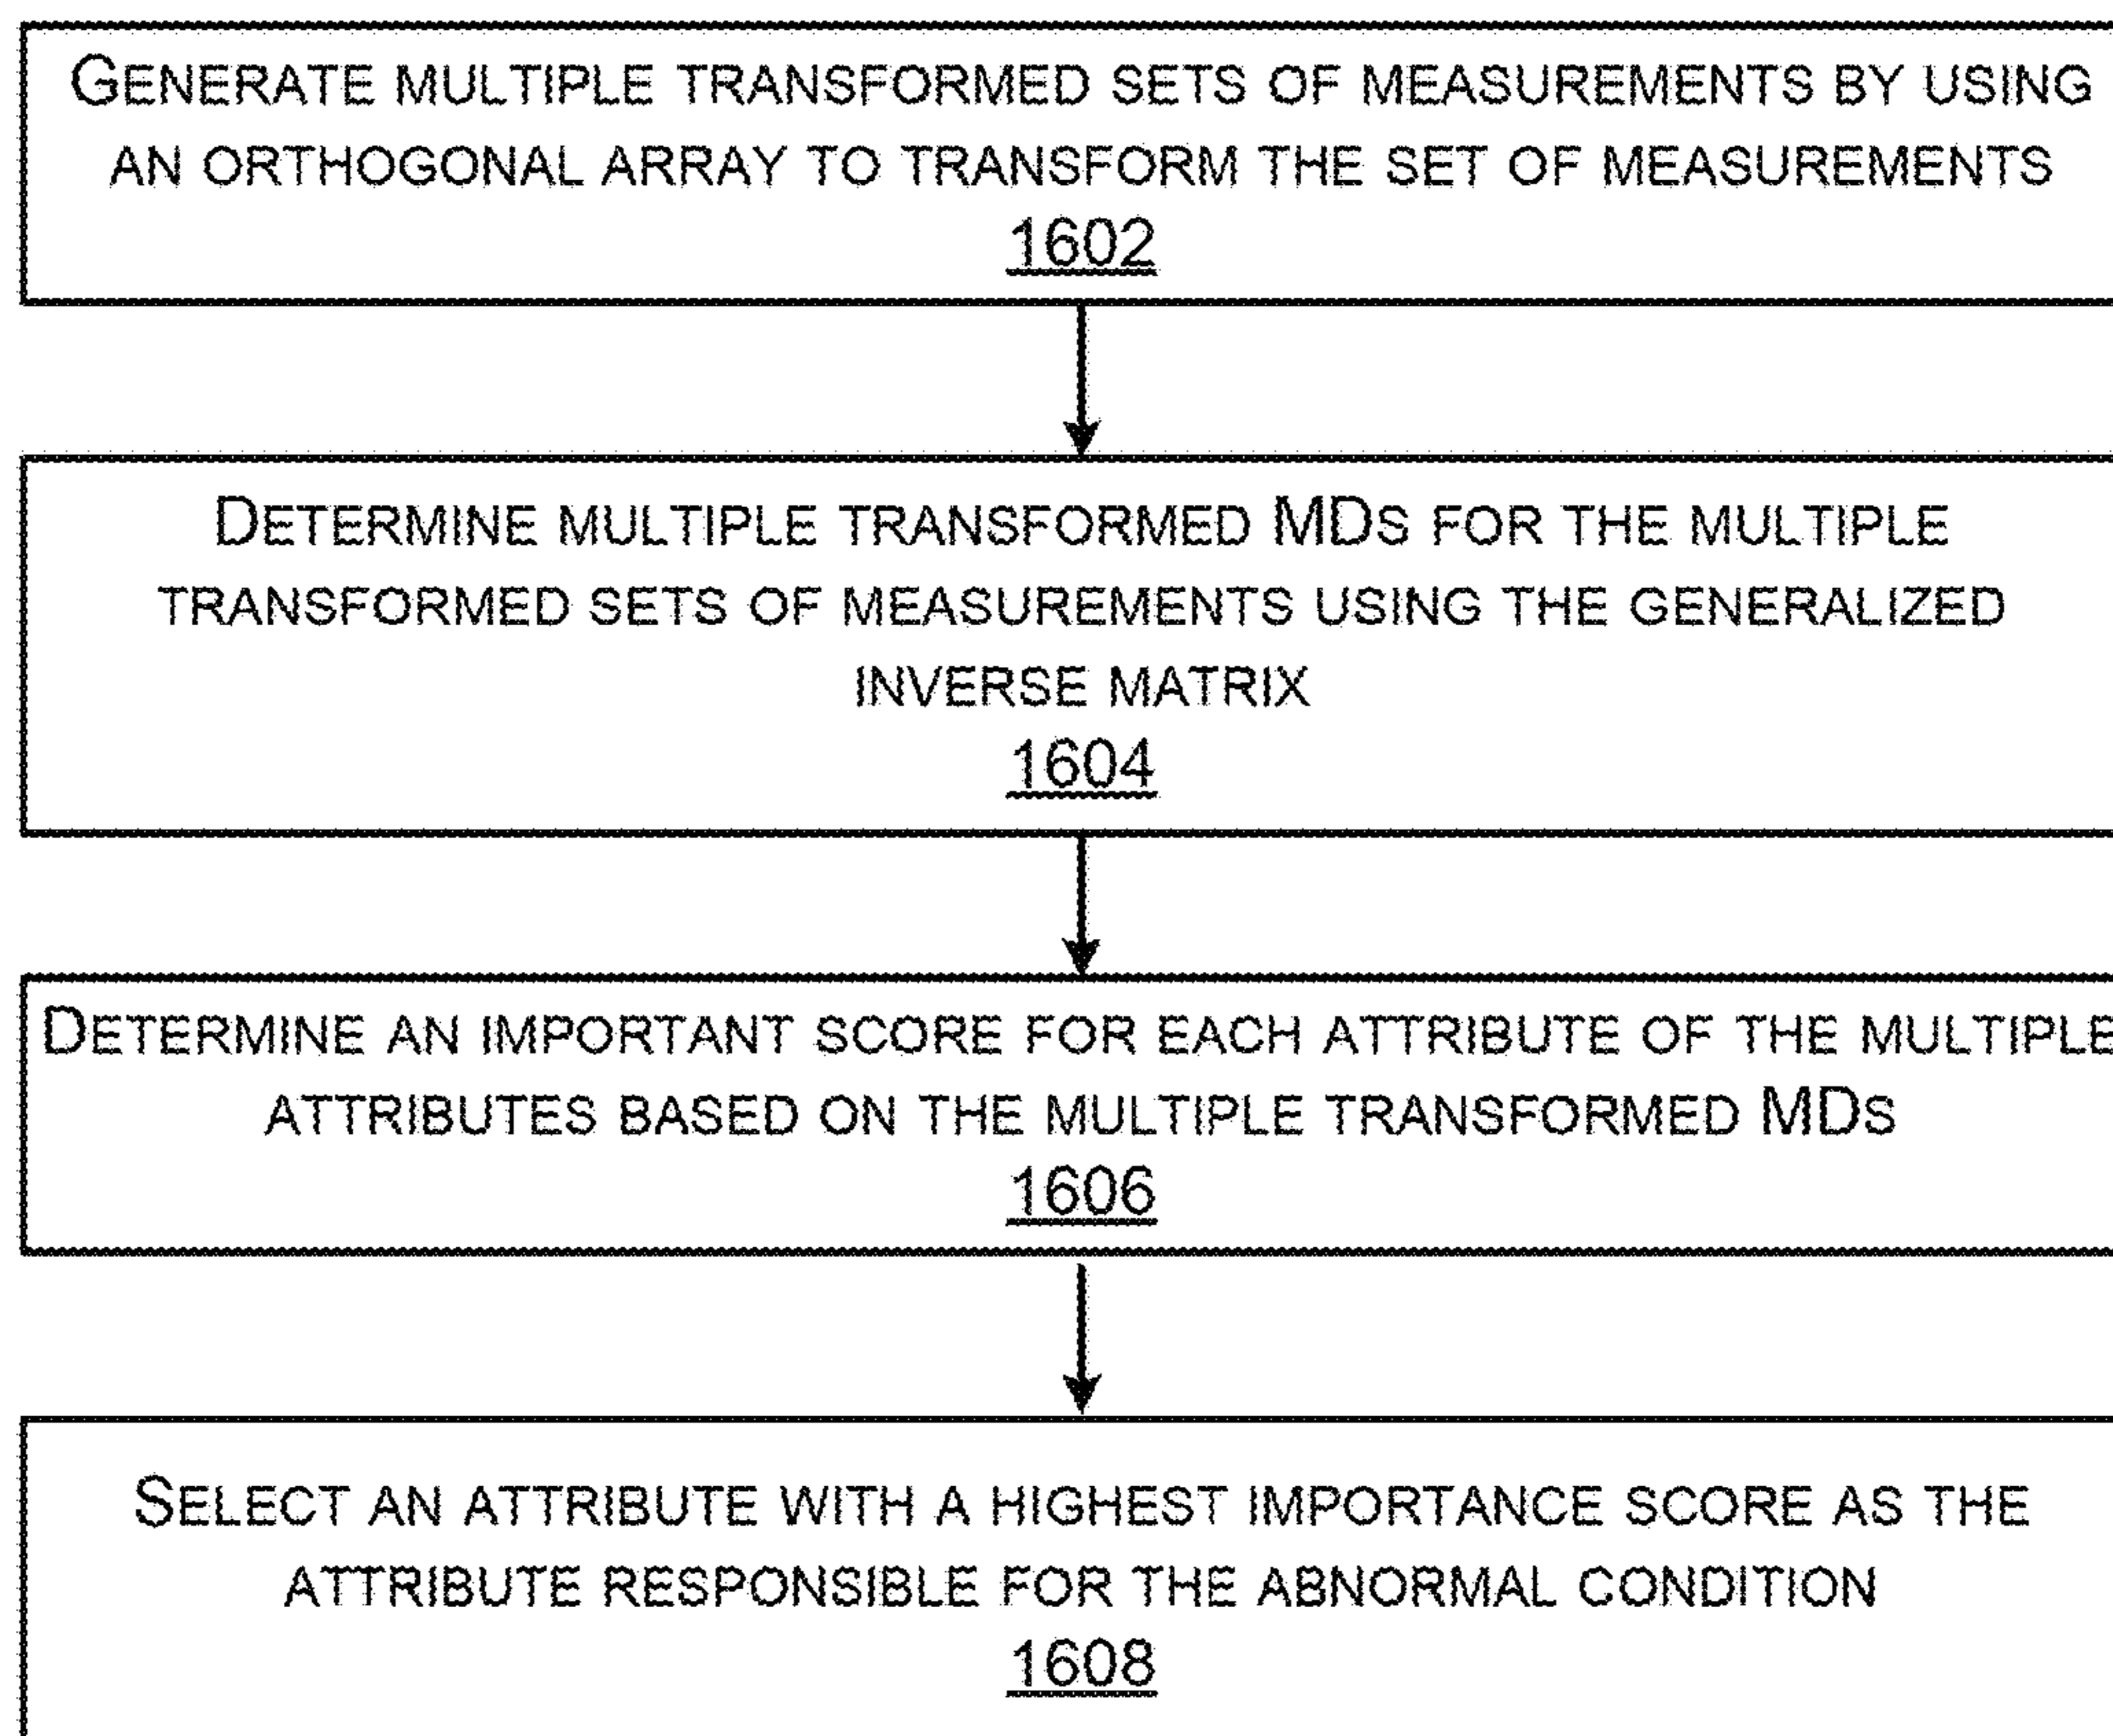 GENERATE MULTIPLE TRANSFORMED SETS OF MEASUREMENTS BY USING
AN ORTHOGONAL ARRAY TO TRANSFORM THE SET OF MEASUREMENTS
1602
DETERMINE MULTIPLE TRANSFORMED MDS FOR THE MULTIPLE
TRANSFORMED SETS OF MEASUREMENTS USING THE GENERALIZED
INVERSE MATRIX
1604
DETERMINE AN IMPORTANT SCORE FOR EACH ATTRIBUTE OF THE MULTIPLE
ATTRIBUTES BASED ON THE MULTIPLE TRANSFORMED MDS
1606
SELECT AN ATTRIBUTE WITH A HIGHEST IMPORTANCE SCORE AS THE
ATTRIBUTE RESPONSIBLE FOR THE ABNORMAL CONDITION
1608